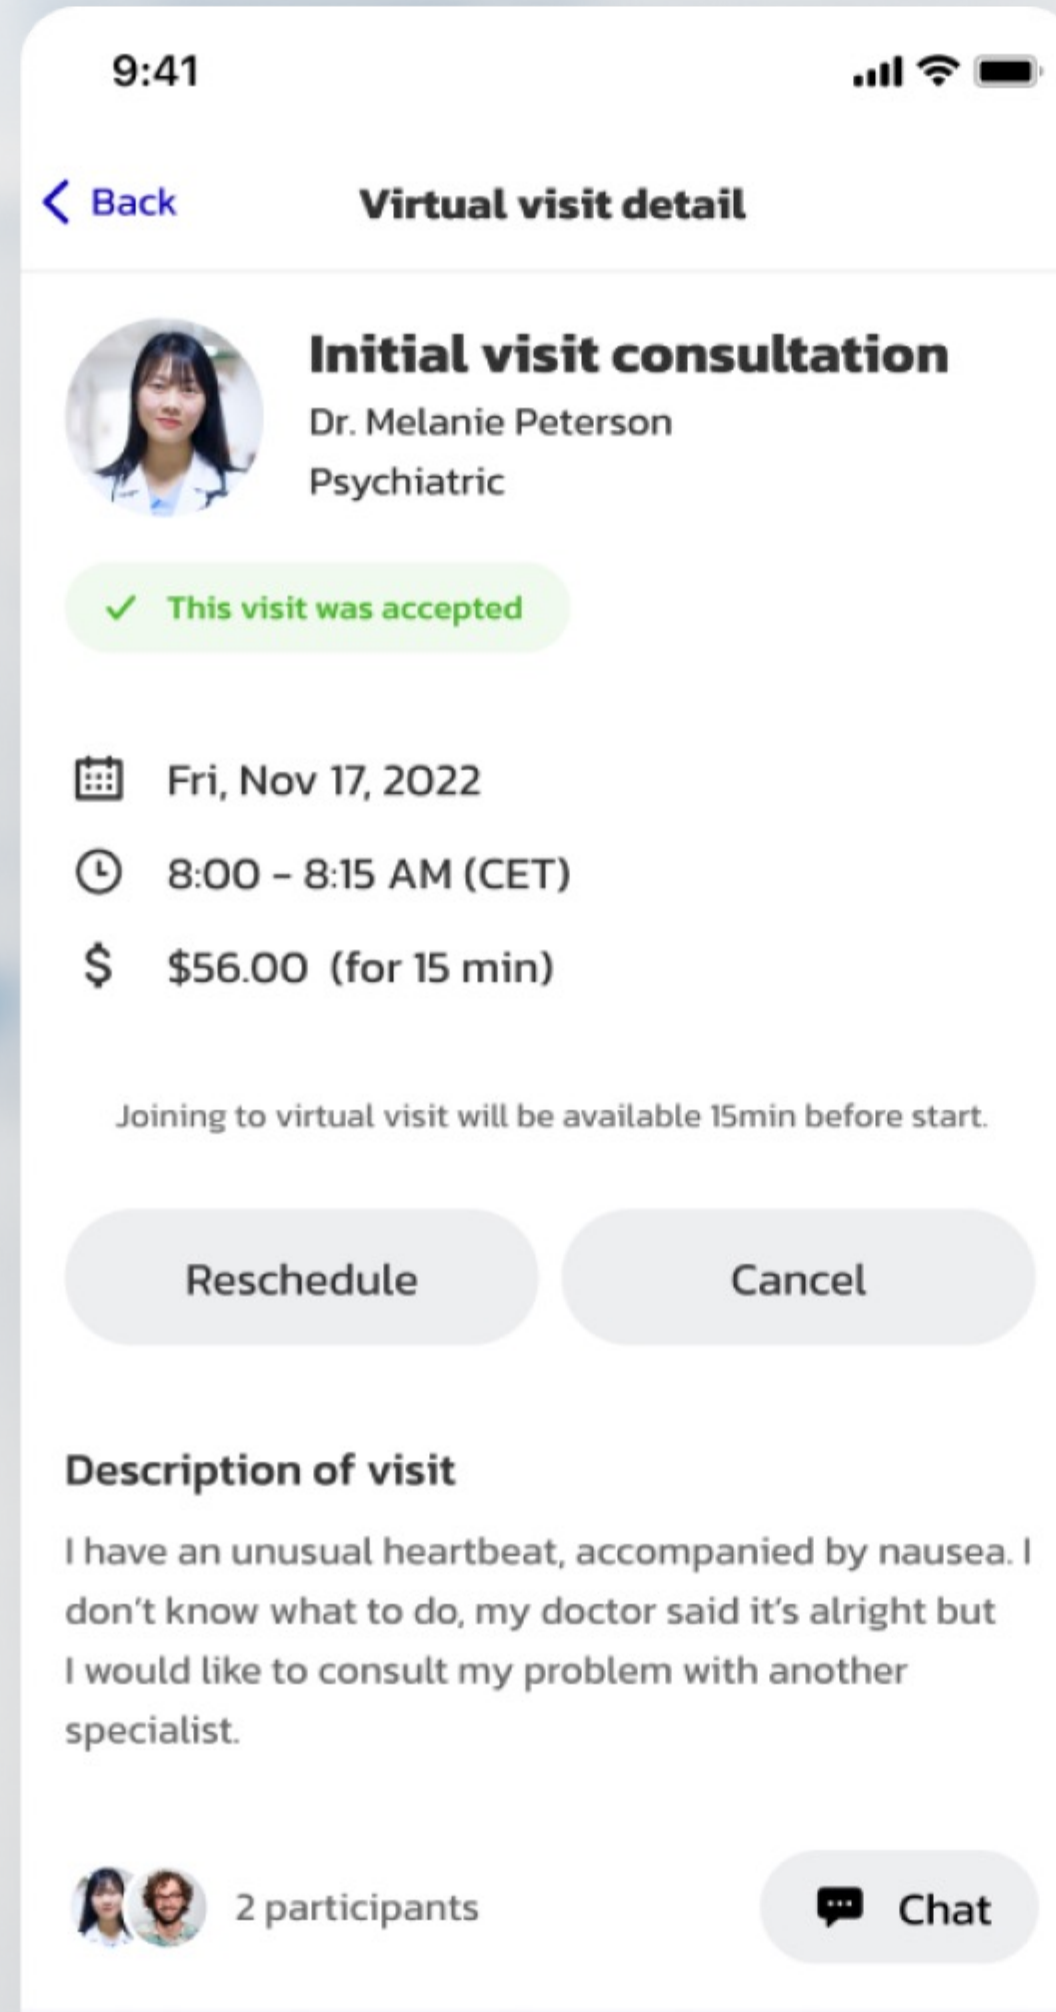 9:41
Back
Virtual visit detail
Initial visit consultation
Dr. Melanie Peterson
Psychiatric
This visit was accepted
Fri, Nov 17, 2022
8:00 - 8:15 AM (CET)
$ $56.00 (for 15 min)
Joining to virtual visit will be available 15min before start.
Reschedule
Cancel
Description of visit
I have an unusual heartbeat, accompanied by nausea. I
don't know what to do, my doctor said it's alright but
I would like to consult my problem with another
specialist.
2 participants
Chat